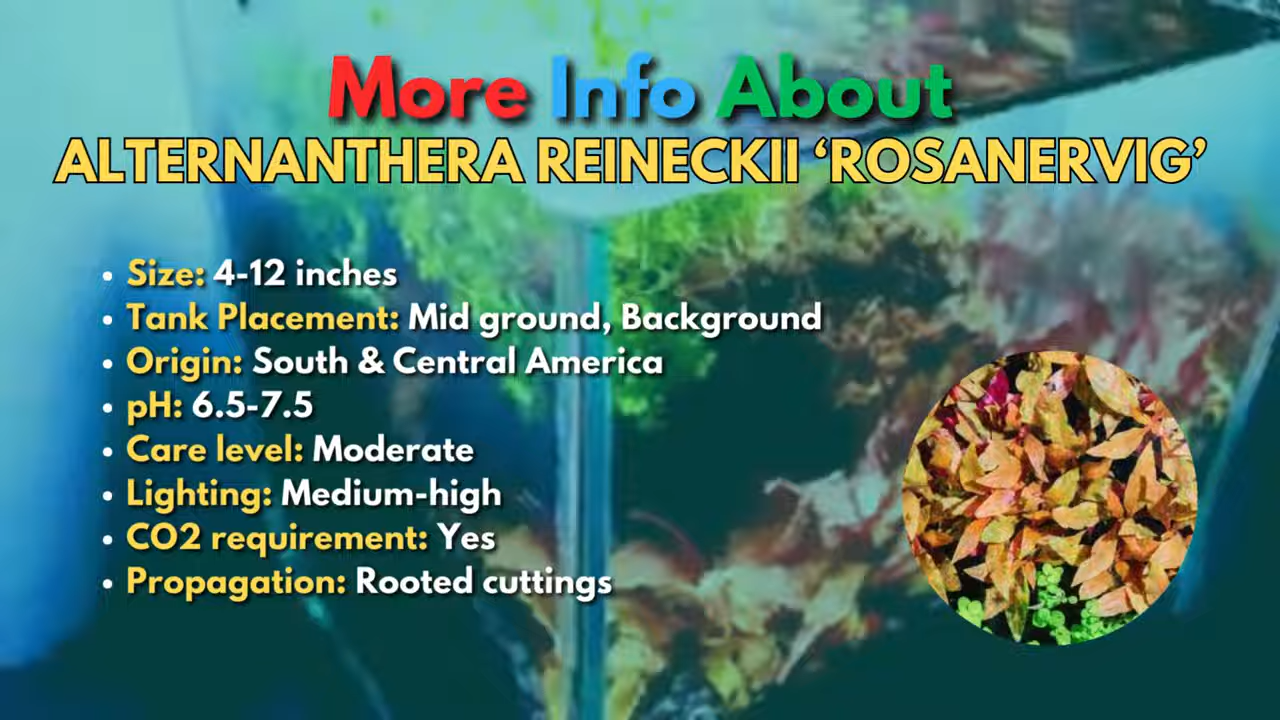 More Info About
ALTERNANTHERA REINECKII ‘ROSANERVIG’
• Size: 4-12 inches
• Tank Placement: Mid ground, Background
• Origin: South & Central America
• pH: 6.5-7.5
• Care level: Moderate
• Lighting: Medium-high
• CO2 requirement: Yes
• Propagation: Rooted cuttings